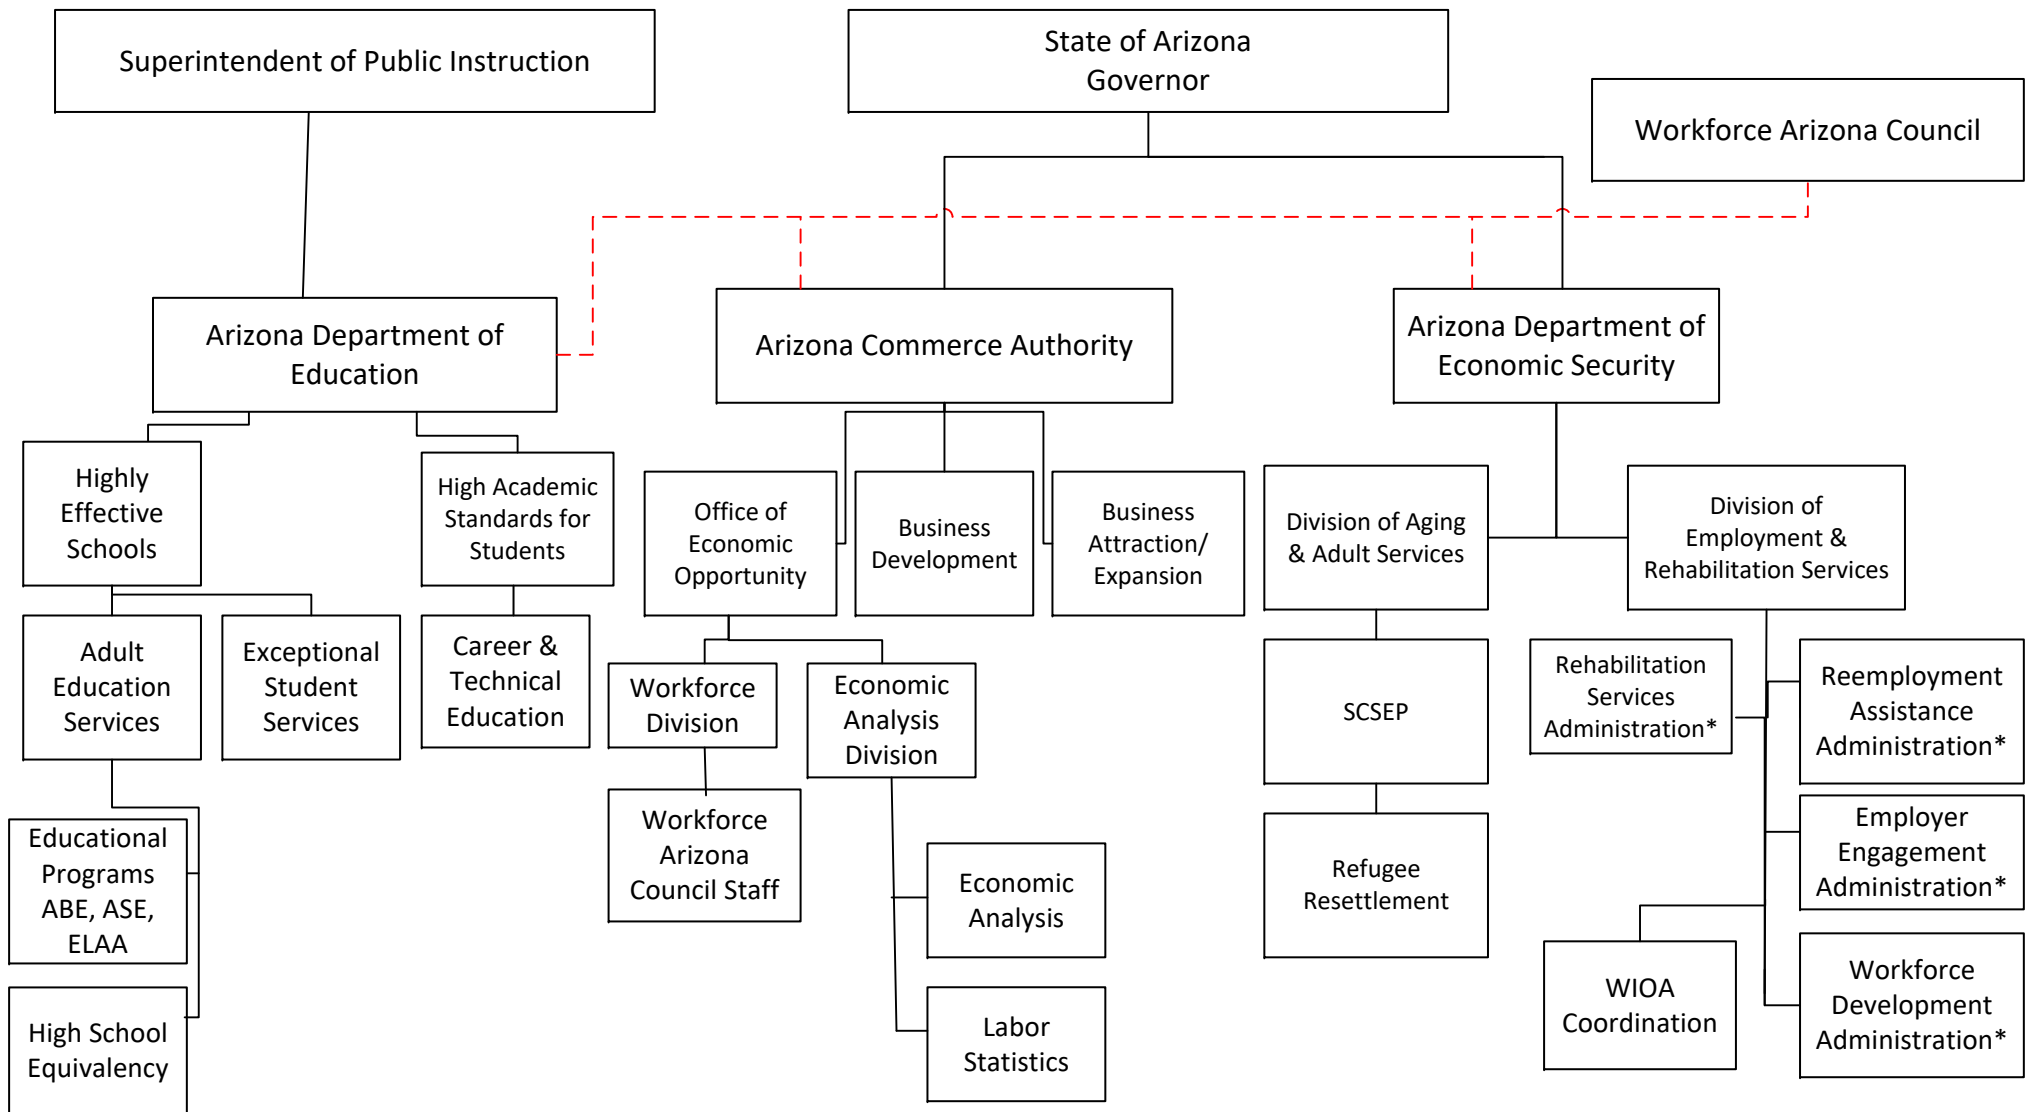 Superintendent of Public Instruction
State of Arizona
Governor
Workforce Arizona Council
Arizona Department of
Education
Arizona Commerce Authority
Arizona Department of
Economic Security
Highly
Effective
Schools
High Academic
Standards for
Students
Office of
Economic
Opportunity
Business
Development
Business
Attraction/
Expansion
Division of Aging
& Adult Services
Division of
Employment &
Rehabilitation Services
Adult
Education
Services
Exceptional
Student
Services
Career &
Technical
Education
Workforce
Division
Economic
Analysis
Division
SCSEP
Rehabilitation
Services
Administration*
Reemployment
Assistance
Administration*
Educational
Programs
ABE, ASE,
ELAA
Workforce
Arizona
Council Staff
Economic
Analysis
Refugee
Resettlement
Employer
Engagement
Administration*
High School
Equivalency
Labor
Statistics
WIOA
Coordination
Workforce
Development
Administration*